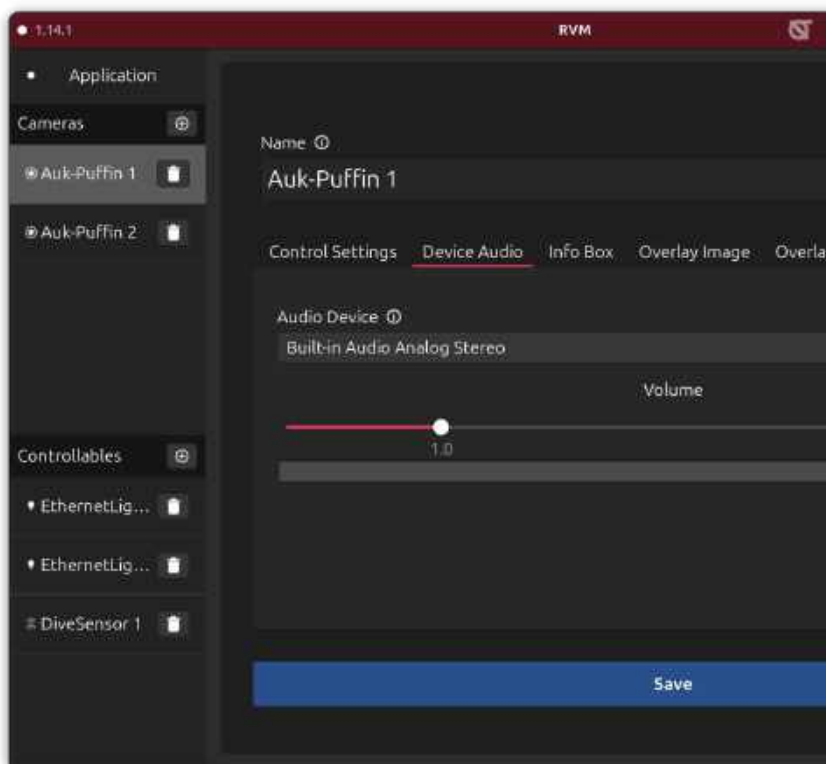 1.14.1
RVM
Application
Cameras
Auk-Puffin 1
Auk-Puffin 2
Controllables
EthernetLig...
EthernetLig...
DiveSensor 1
Name
Auk-Puffin 1
Control Settings Device Audio Info Box Overlay Image Overla
Audio Device
Built-in Audio Analog Stereo
Volume
1.0
Save